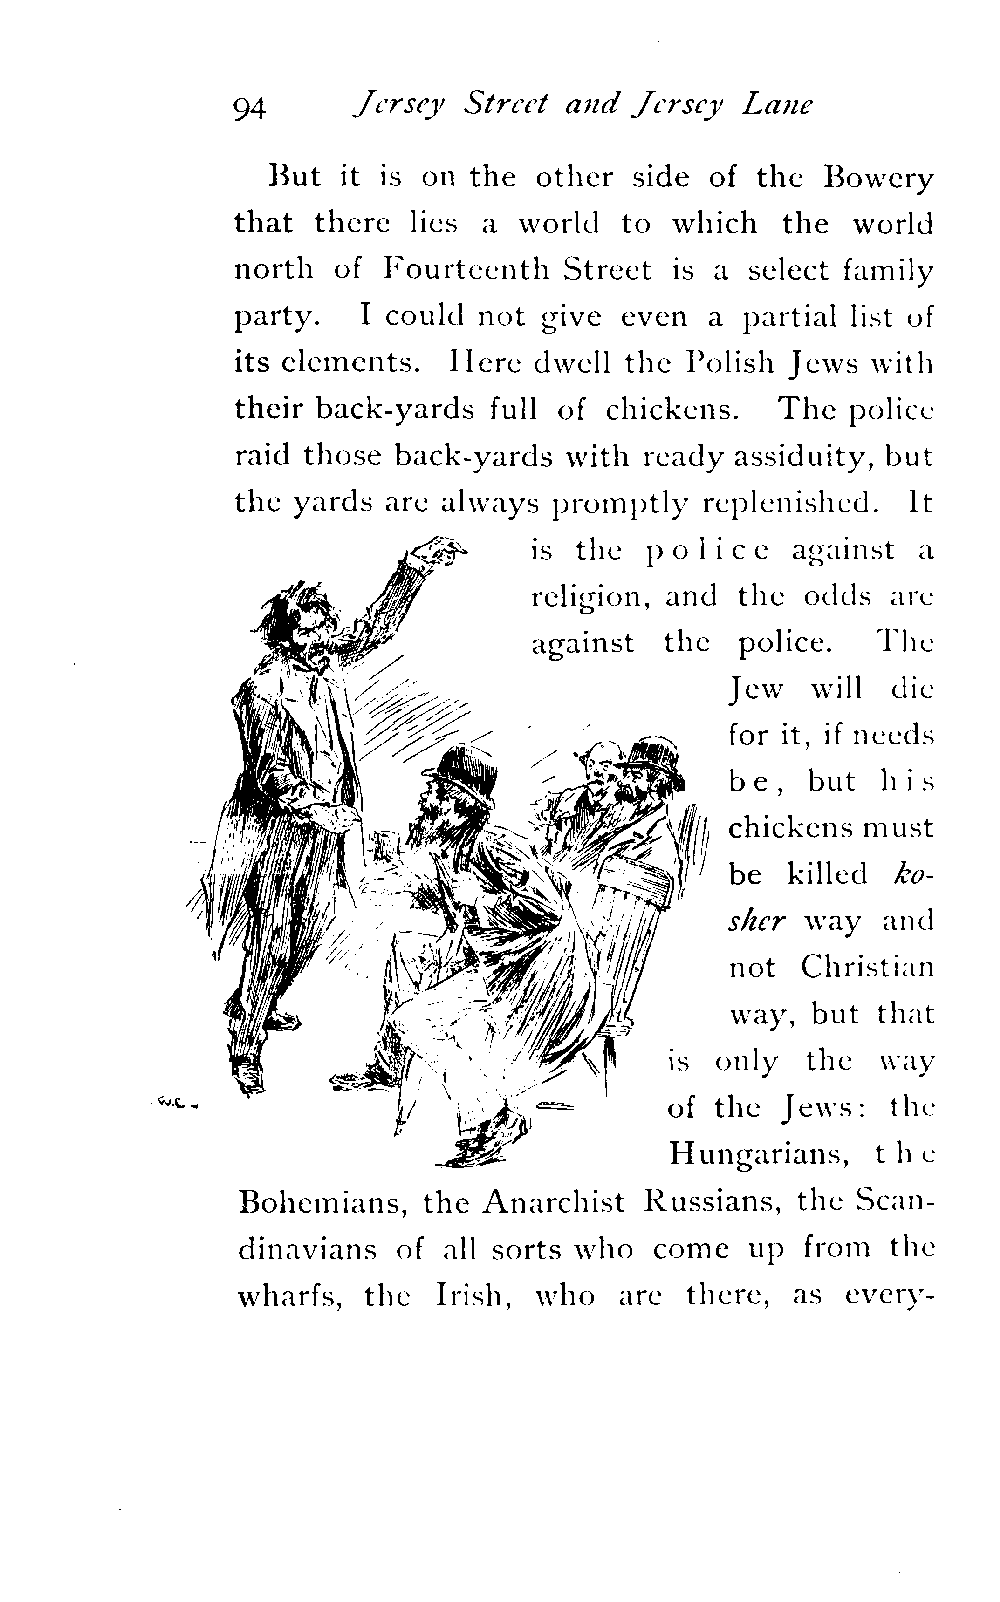 94 Jersey Street and Jersey Lane
But it is on the other side of the Bowery
that there lies a world to which the world
north of Fourteenth Street is a select family
party. I could not give even a partial list of
its elements. Here dwell the Polish Jews with
their back-yards full of chickens. The police
raid those back-yards with ready assiduity, but
the yards are always promptly replenished. It
is the police against a
religion, and the odds are
against the police. The
Jew will die
for it, if needs
be, but his
chickens must
be killed ko-
sher way and
not Christian
way, but that
is only the way
of the Jews: the
Hungarians, the
Bohemians, the Anarchist Russians, the Scan-
dinavians of all sorts who come up from the
wharfs, the Irish, who are there, as every-